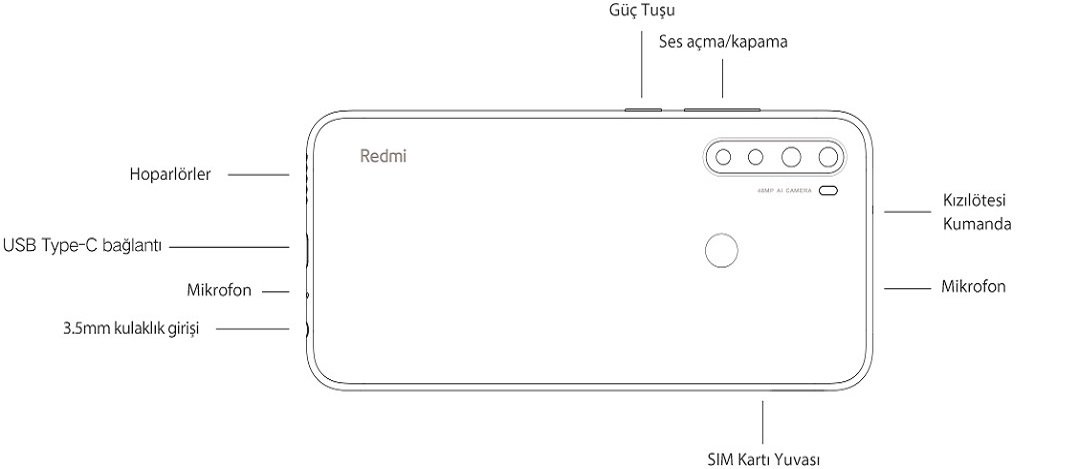 Güç Tuşu
Ses açma/kapama
Redmi
Hoparlörler
48MP AI CAMERA
Kızılötesi
Kumanda
USB Type-C bağlantı
Mikrofon
Mikrofon
3.5mm kulaklık girişi
SIM Kartı Yuvası